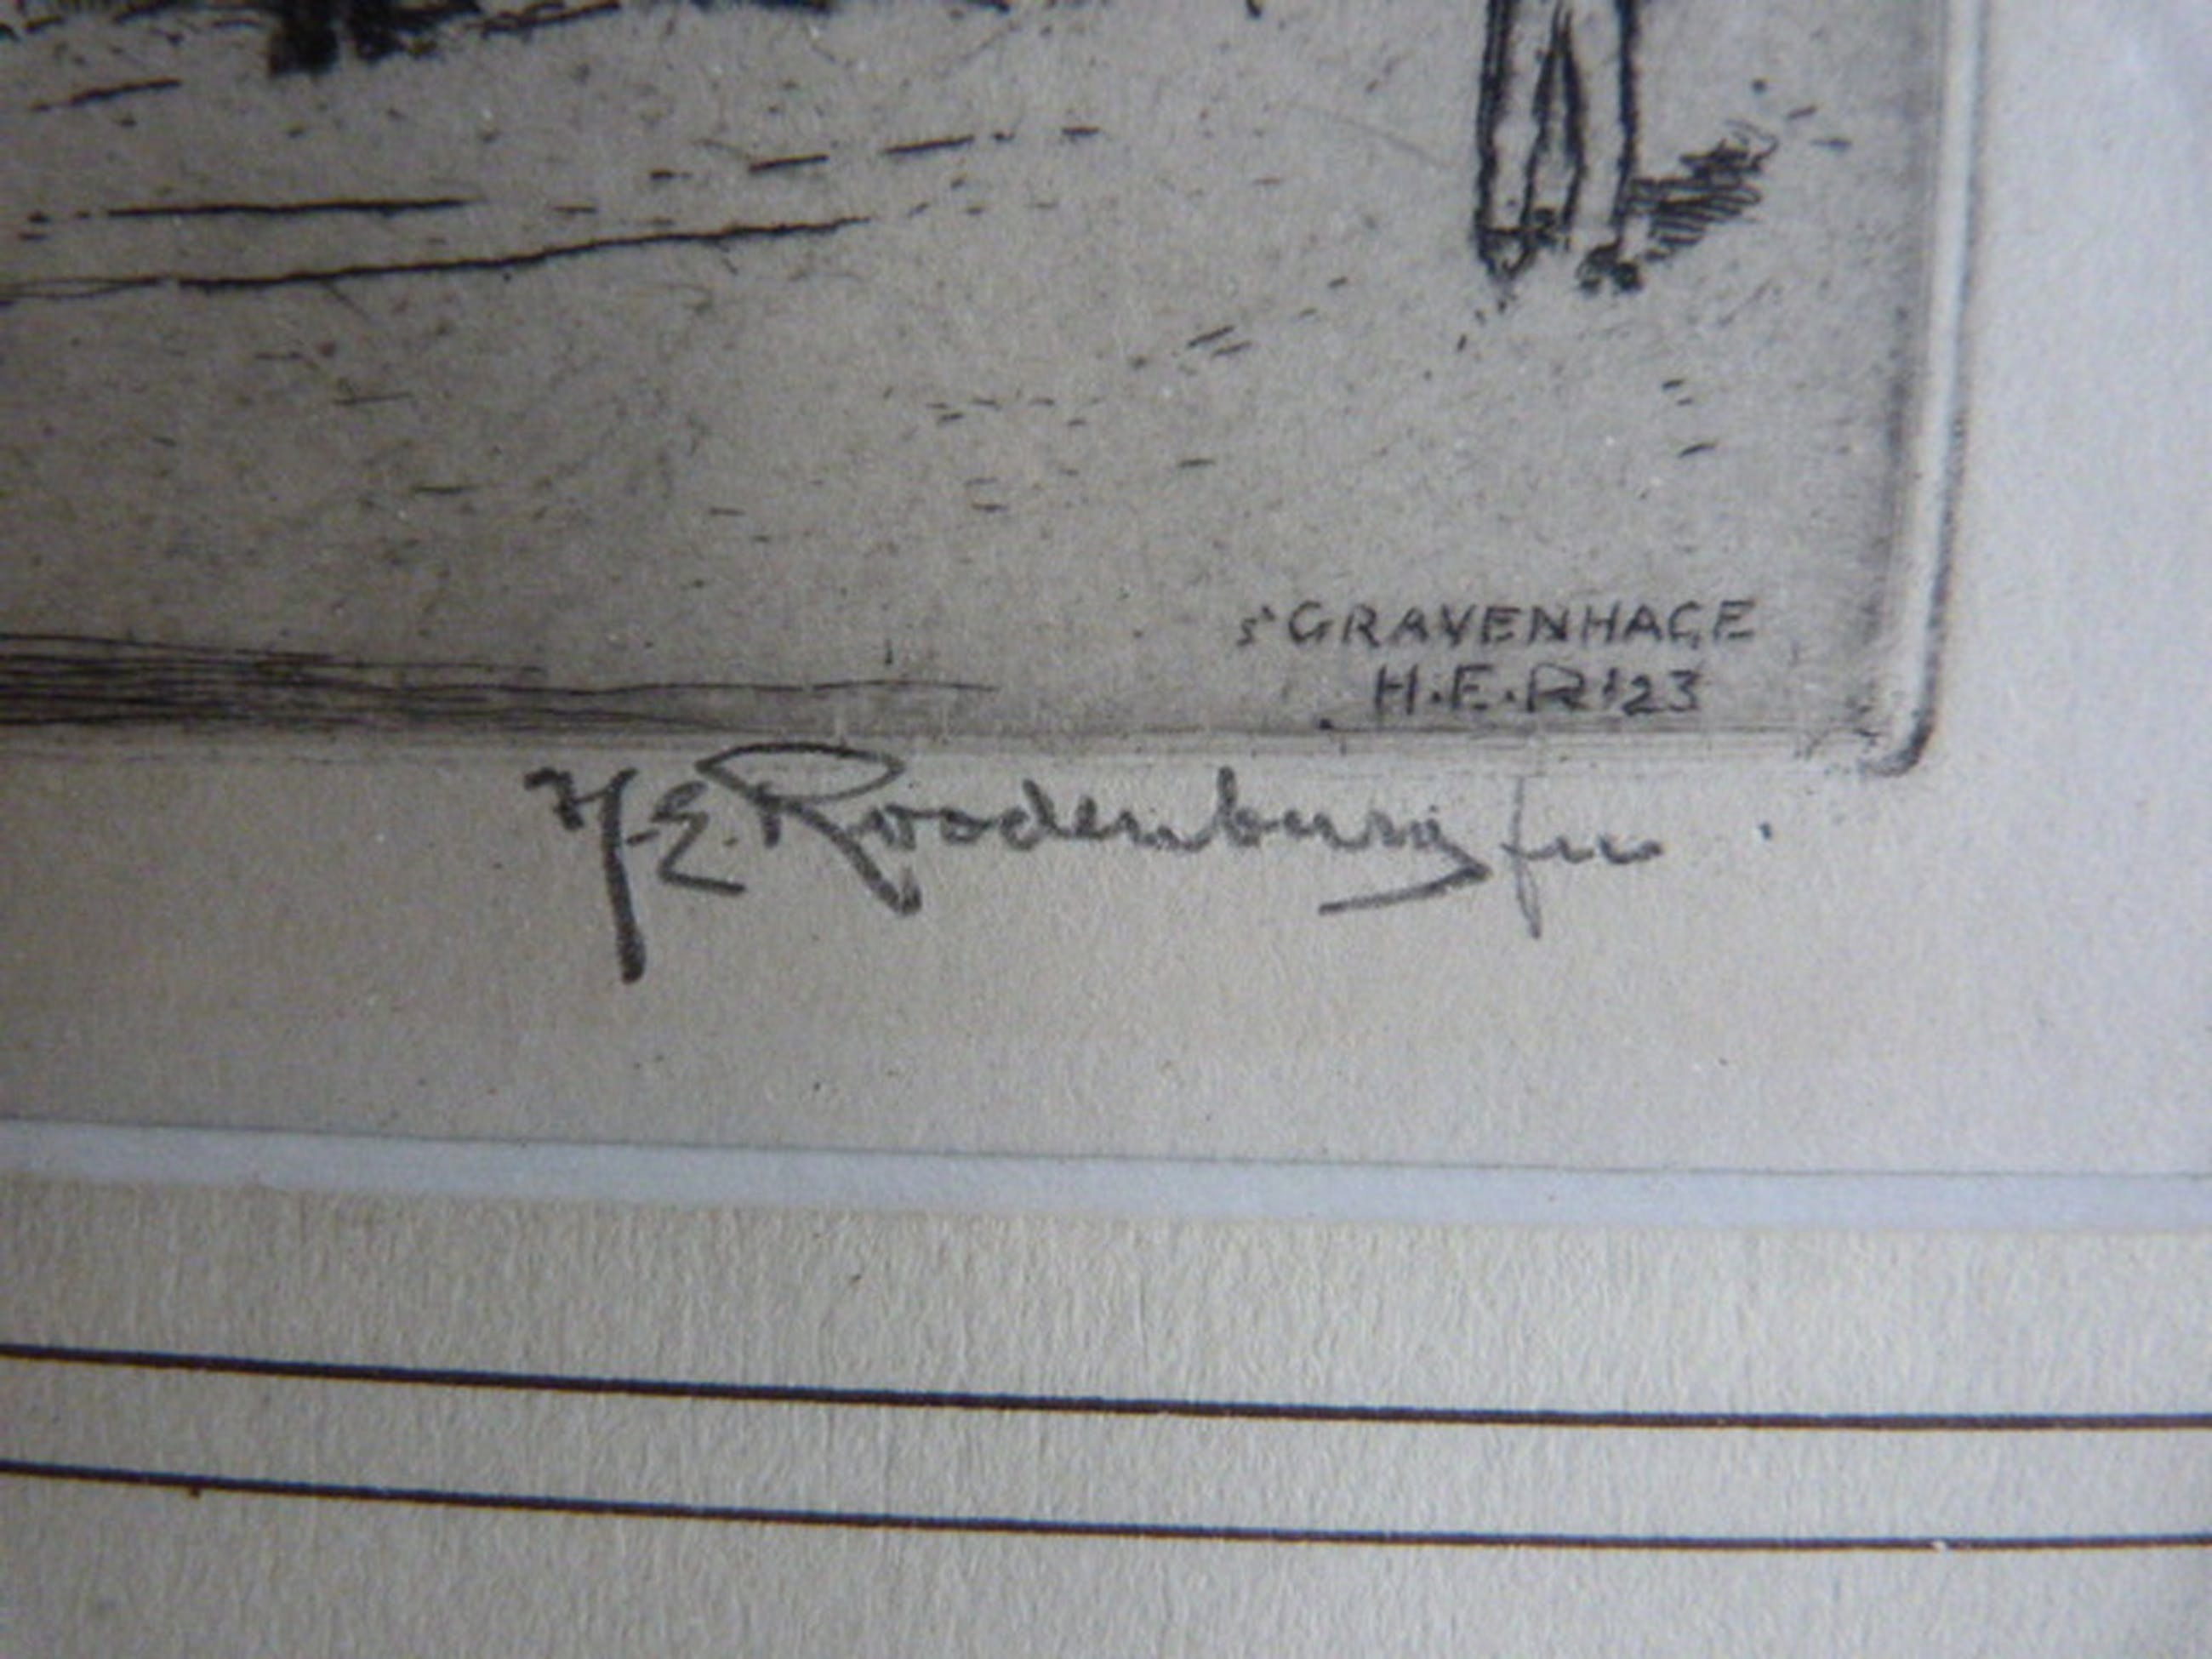 s'GRAVENHAGE
H.E.R '23
H.E. Roodenburg fec